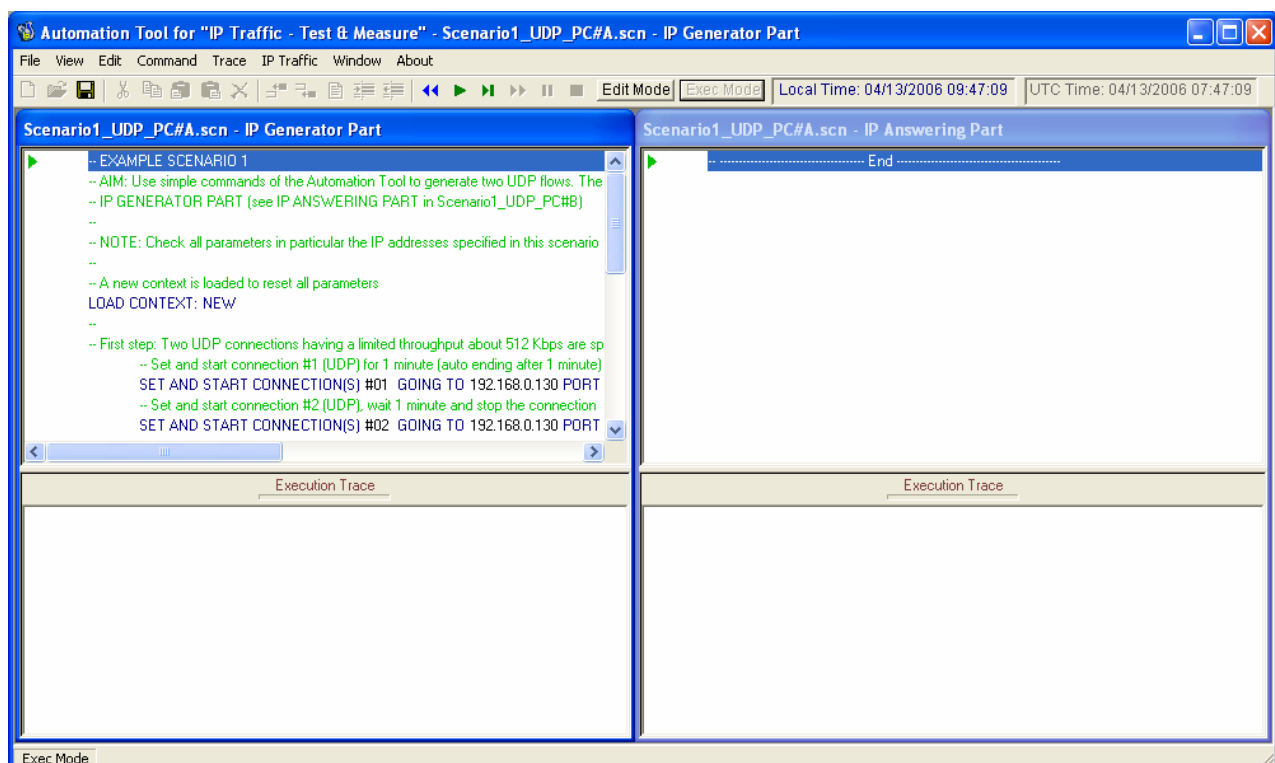 Automation Tool for "IP Traffic - Test & Measure" - Scenario1_UDP_PC#A.scn - IP Generator Part
File View Edit Command Trace IP Traffic Window About
Edit Mode Exec Mode Local Time: 04/13/2006 09:47:09 UTC Time: 04/13/2006 07:47:09
Scenario1_UDP_PC#A.scn - IP Generator Part
-- EXAMPLE SCENARIO 1
-- AIM: Use simple commands of the Automation Tool to generate two UDP flows. The
-- IP GENERATOR PART (see IP ANSWERING PART in Scenario1_UDP_PC#B)
--
-- NOTE: Check all parameters in particular the IP addresses specified in this scenario
--
-- A new context is loaded to reset all parameters
LOAD CONTEXT: NEW
--
-- First step: Two UDP connections having a limited throughput about 512 Kbps are sp
-- Set and start connection #1 (UDP) for 1 minute (auto ending after 1 minute)
SET AND START CONNECTION(S) #01 GOING TO 192.168.0.130 PORT
-- Set and start connection #2 (UDP), wait 1 minute and stop the connection
SET AND START CONNECTION(S) #02 GOING TO 192.168.0.130 PORT
Execution Trace
Scenario1_UDP_PC#A.scn - IP Answering Part
-- ------------------------------------- End ------------------------------------------
Execution Trace
Exec Mode